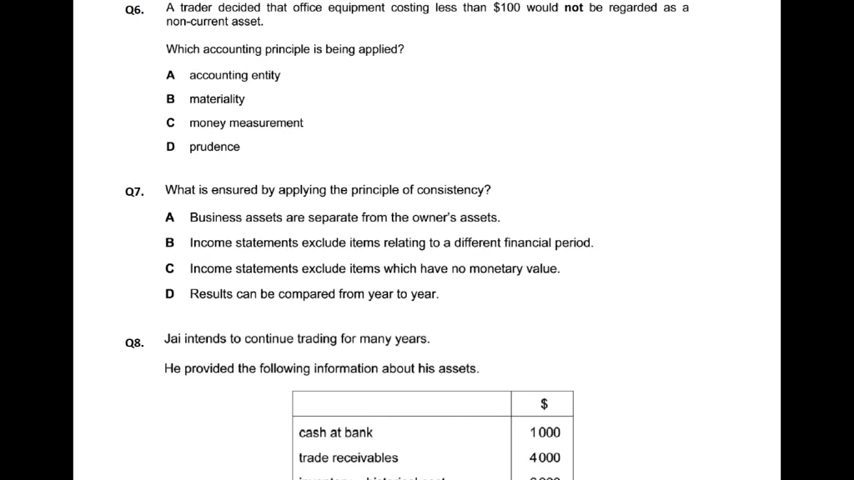 Q6. A trader decided that office equipment costing less than $100 would not be regarded as a
non-current asset.
Which accounting principle is being applied?
A accounting entity
B materiality
C money measurement
D prudence
Q7. What is ensured by applying the principle of consistency?
A Business assets are separate from the owner's assets.
B Income statements exclude items relating to a different financial period.
C Income statements exclude items which have no monetary value.
D Results can be compared from year to year.
Q8. Jai intends to continue trading for many years.
He provided the following information about his assets.
$
cash at bank 1 000
trade receivables 4 000